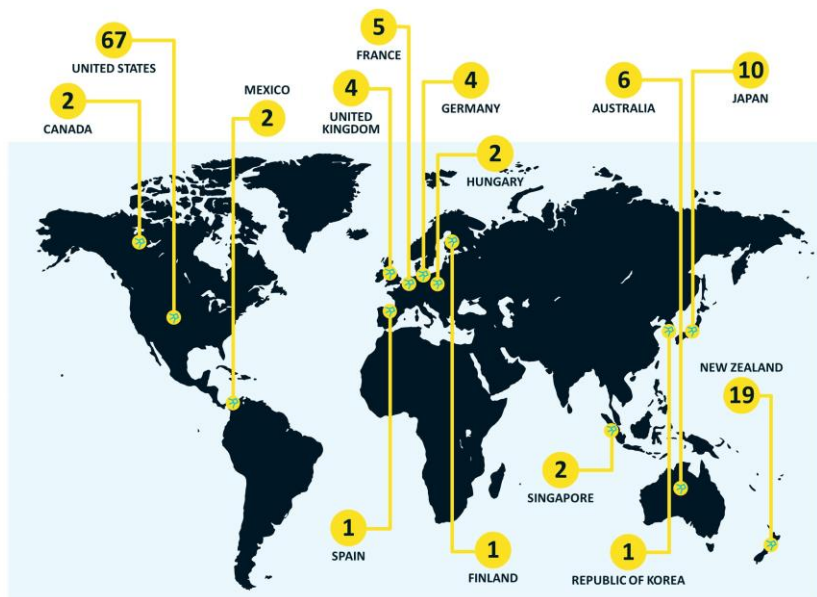 67
UNITED STATES
2
CANADA
MEXICO
2
5
FRANCE
4
UNITED
KINGDOM
4
GERMANY
2
HUNGARY
6
AUSTRALIA
10
JAPAN
NEW ZEALAND
19
2
SINGAPORE
1
SPAIN
1
FINLAND
1
REPUBLIC OF KOREA